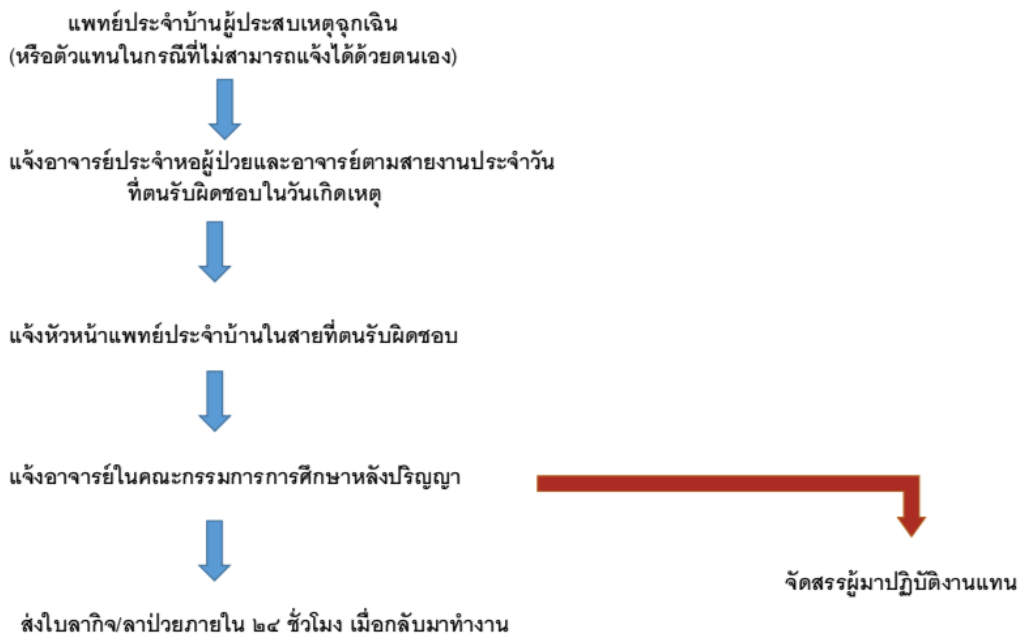 แพทย์ประจำบ้านผู้ประสบเหตุฉุกเฉิน
(หรือตัวแทนในกรณีที่ไม่สามารถแจ้งได้ด้วยตนเอง)
แจ้งอาจารย์ประจำหอผู้ป่วยและอาจารย์ตามสายงานประจำวัน
ที่ตนรับผิดชอบในวันเกิดเหตุ
แจ้งหัวหน้าแพทย์ประจำบ้านในสายที่ตนรับผิดชอบ
แจ้งอาจารย์ในคณะกรรมการการศึกษาหลังปริญญา
จัดสรรผู้มาปฏิบัติงานแทน
ส่งใบลากิจ/ลาป่วยภายใน ๒๔ ชั่วโมง เมื่อกลับมาทำงาน